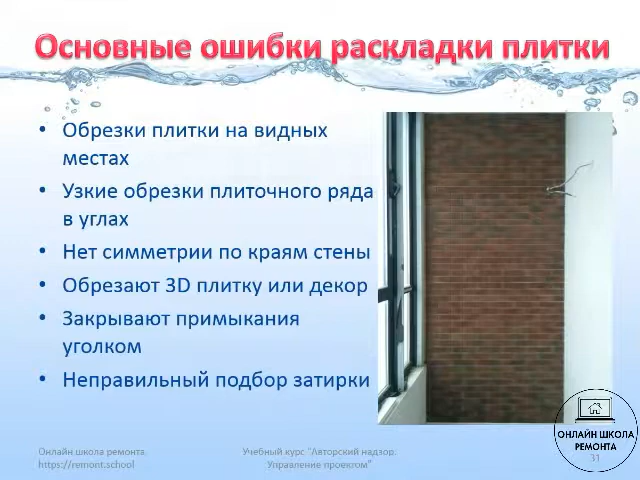 Основные ошибки раскладки плитки
• Обрезки плитки на видных
местах
• Узкие обрезки плиточного ряда
в углах
• Нет симметрии по краям стены
• Обрезают 3D плитку или декор
• Закрывают примыкания
уголком
• Неправильный подбор затирки
ОНЛАЙН ШКОЛА
РЕМОНТА
Онлайн школа ремонта.
https://remont.school
Учебный курс "Авторский надзор.
Управление проектом"
31